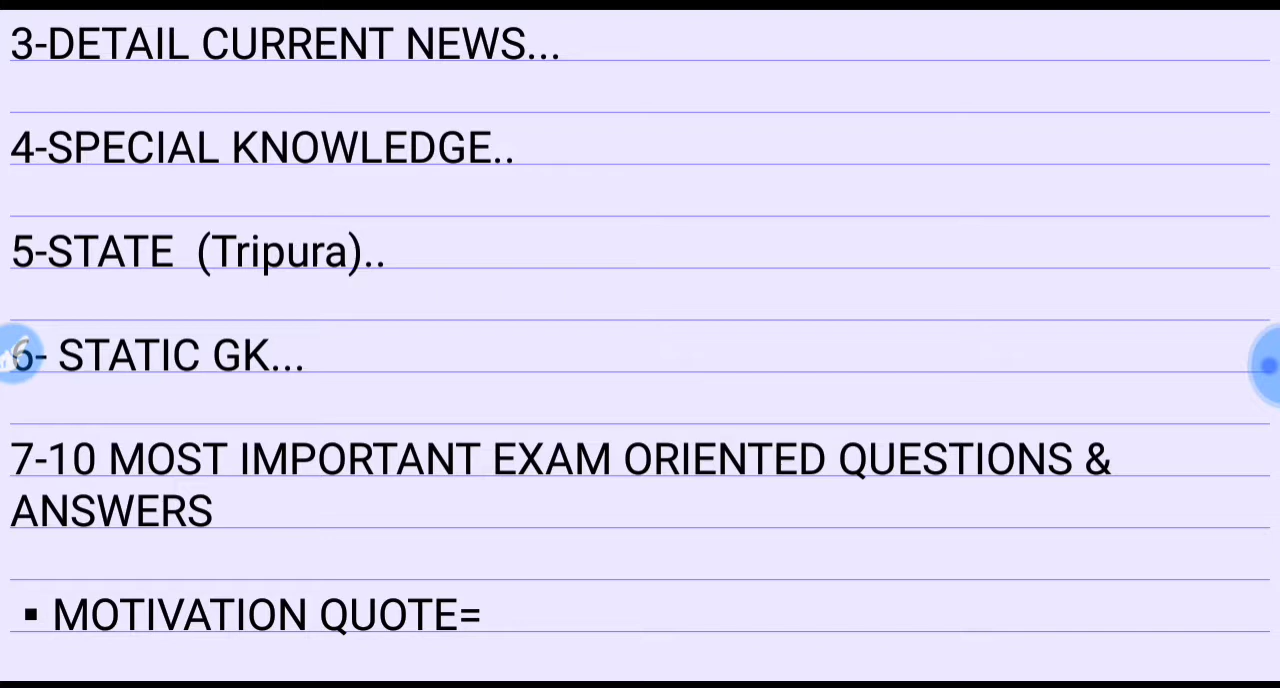 3-DETAIL CURRENT NEWS...
4-SPECIAL KNOWLEDGE..
5-STATE  (Tripura)..
6- STATIC GK...
7-10 MOST IMPORTANT EXAM ORIENTED QUESTIONS &
ANSWERS
▪ MOTIVATION QUOTE=